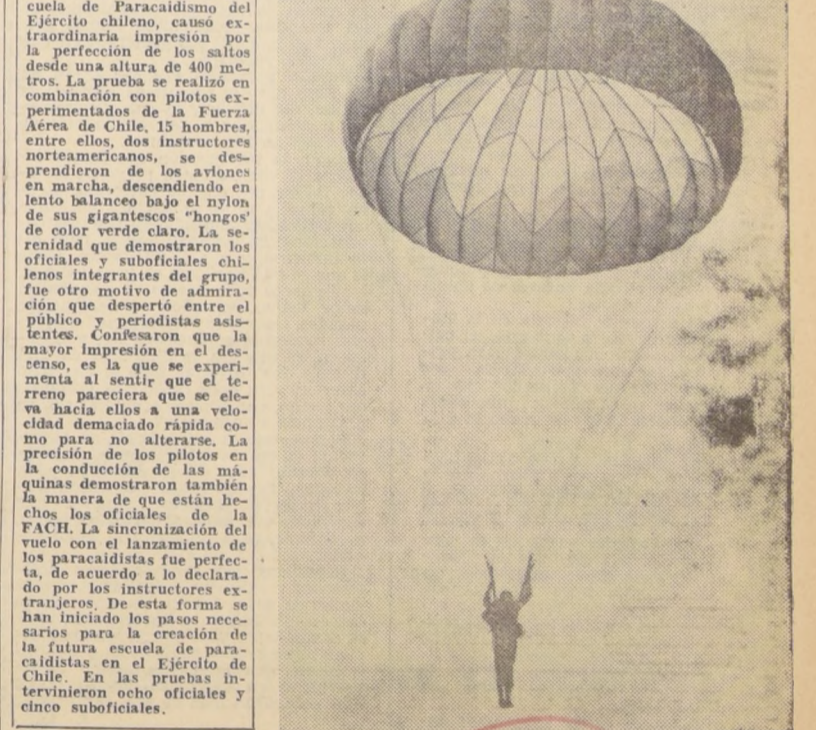 cuela de Paracaidismo del
Ejército chileno, causó ex-
traordinaria impresión por
la perfección de los saltos
desde una altura de 400 me-
tros. La prueba se realizó en
combinación con pilotos ex-
perimentados de la Fuerza
Aérea de Chile, 15 hombres,
entre ellos, dos instructores
norteamericanos, se des-
prendieron de los aviones
en marcha, descendiendo en
lento balanceo bajo el nylon
de sus gigantescos "hongos'
de color verde claro. La se-
renidad que demostraron los
oficiales y suboficiales chi-
lenos integrantes del grupo,
fue otro motivo de admira-
ción que despertó entre el
público y periodistas asis-
tentes. Confesaron que la
mayor impresión en el des-
censo, es la que se experi-
menta al sentir que el te-
rreno pareciera que se ele-
va hacia ellos a una velo-
cidad demaciado rápida co-
mo para no alterarse. La
precisión de los pilotos en
la conducción de las má-
quinas demostraron también
la manera de que están he-
chos los oficiales de la
FACH. La sincronización del
vuelo con el lanzamiento de
los paracaidistas fue perfec-
ta, de acuerdo a lo declara-
do por los instructores ex-
tranjeros. De esta forma se
han iniciado los pasos nece-
sarios para la creación de
la futura escuela de para-
caidistas en el Ejército de
Chile. En las pruebas in-
tervinieron ocho oficiales y
cinco suboficiales.